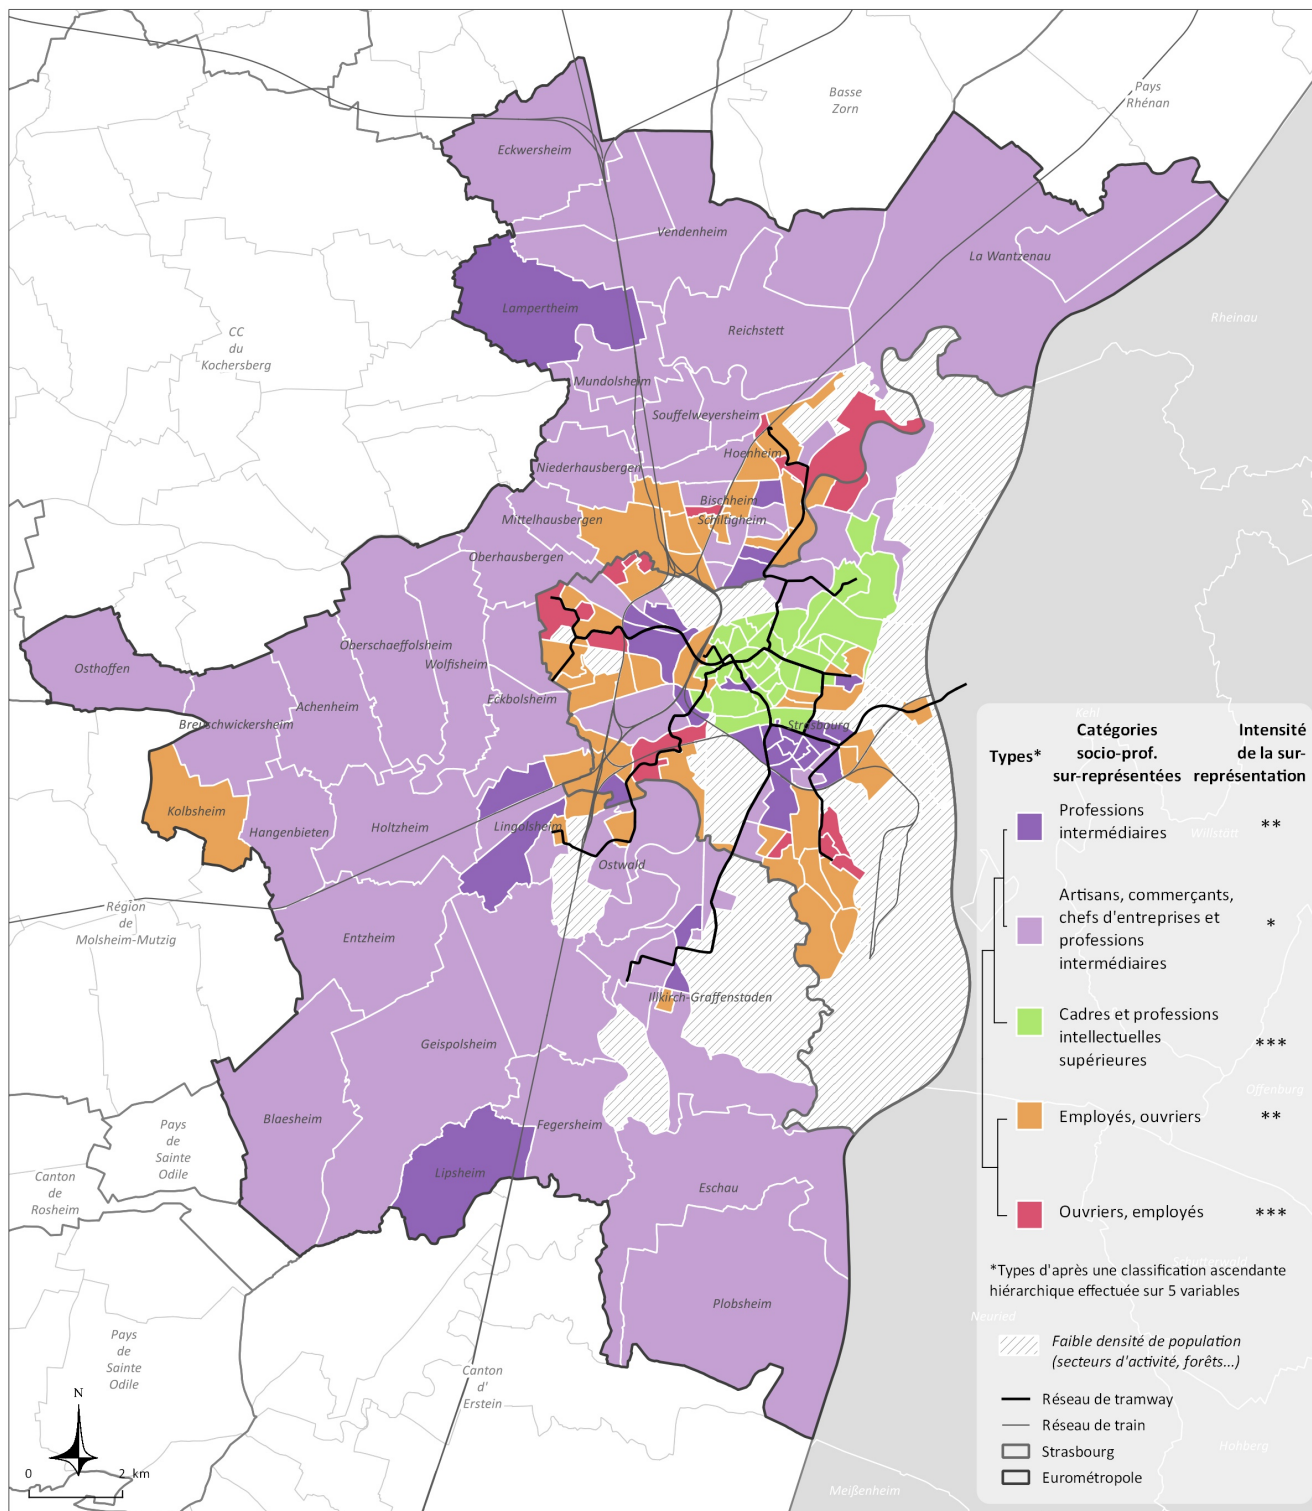 Basse
Zorn
Pays
Rhénan
Eckwersheim
Vendenheim
La Wantzenau
Lampertheim
Rheinau
Reichstett
CC
du
Kochersberg
Mundolsheim
Souffelweyersheim
Hoenheim
Niederhausbergen
Bischheim
Mittelhausbergen
Schiltigheim
Oberhausbergen
Oberschaeffolsheim
Osthoffen
Wolfisheim
Eckbolsheim
Achenheim
Breuschwickersheim
Strasbourg
Kehl
Kolbsheim
Hangenbieten
Holtzheim
Lingolsheim
Willstätt
Ostwald
Région
de
Molsheim-Mutzig
Entzheim
Illkirch-Graffenstaden
Geispolsheim
Offenburg
Blaesheim
Fegersheim
Pays
de
Sainte
Odile
Canton
de
Rosheim
Lipsheim
Eschau
Plobsheim
Neuried
Pays
de
Sainte
Odile
Canton
d'
Erstein
Hohberg
Meißenheim
N
0 2 km
Types*
Catégories
socio-prof.
sur-représentées
Intensité
de la sur-
représentation
Professions
intermédiaires
**
Artisans, commerçants,
chefs d'entreprises et
professions
intermédiaires
*
Cadres et professions
intellectuelles
supérieures
***
Employés, ouvriers
**
Ouvriers, employés
***
*Types d'après une classification ascendante
hiérarchique effectuée sur 5 variables
Faible densité de population
(secteurs d'activité, forêts...)
Réseau de tramway
Réseau de train
Strasbourg
Eurométropole